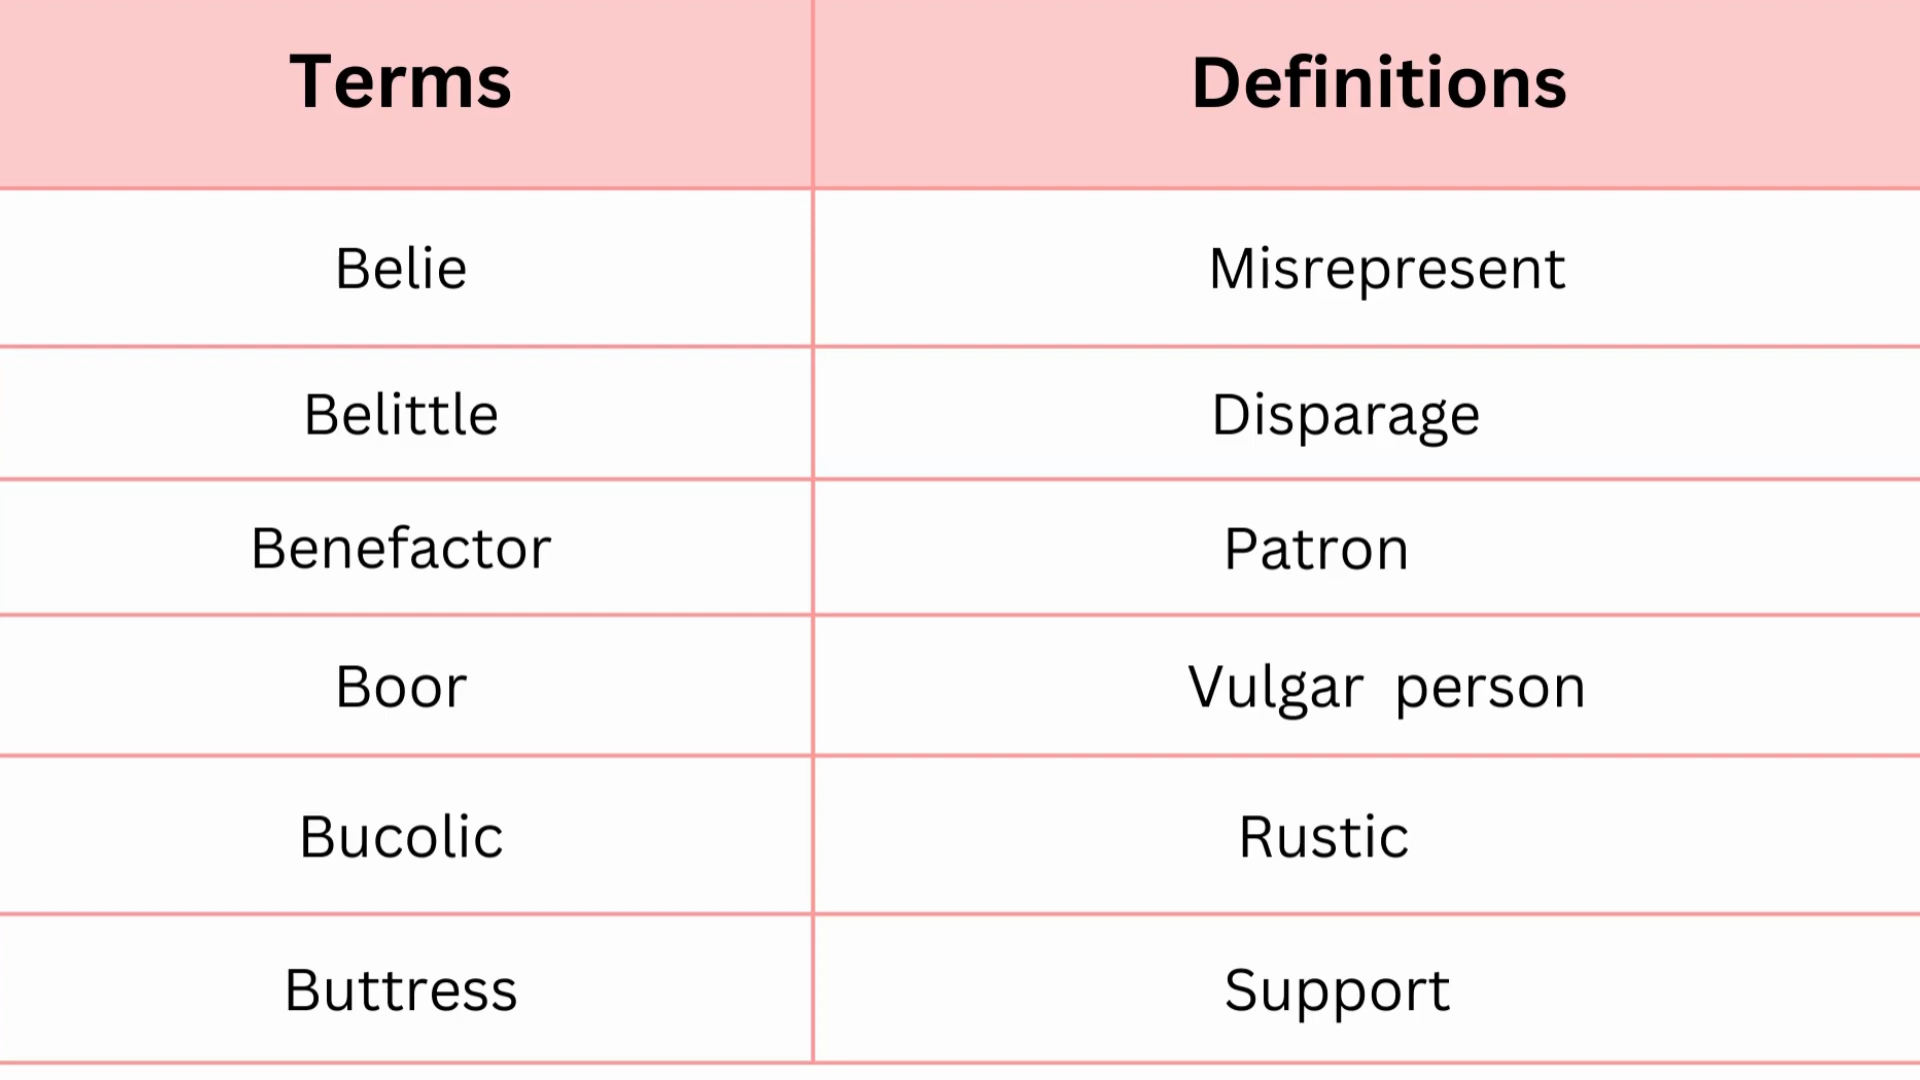 Terms Definitions
Belie Misrepresent
Belittle Disparage
Benefactor Patron
Boor Vulgar person
Bucolic Rustic
Buttress Support